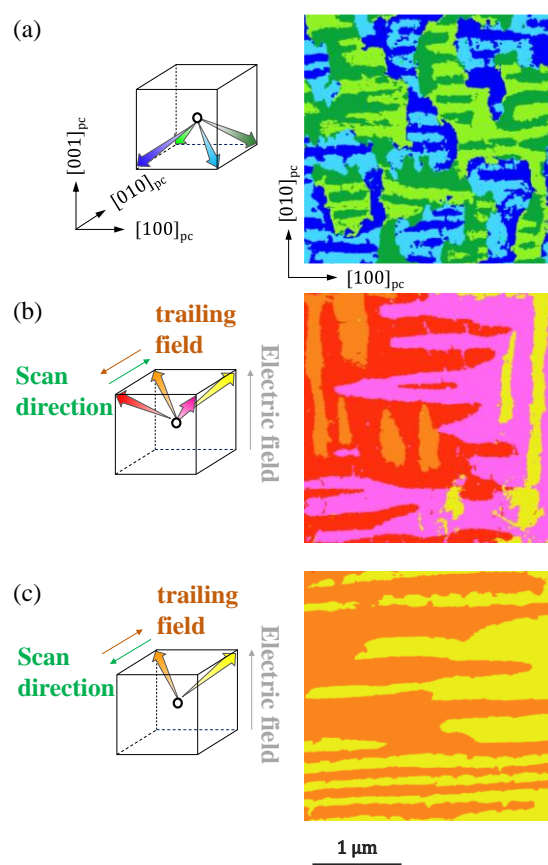 (a)
[001]pc
[010]pc
[100]pc
[010]pc
[100]pc
(b)
trailing
field
Scan
direction
Electric field
(c)
trailing
field
Scan
direction
Electric field
1 μm